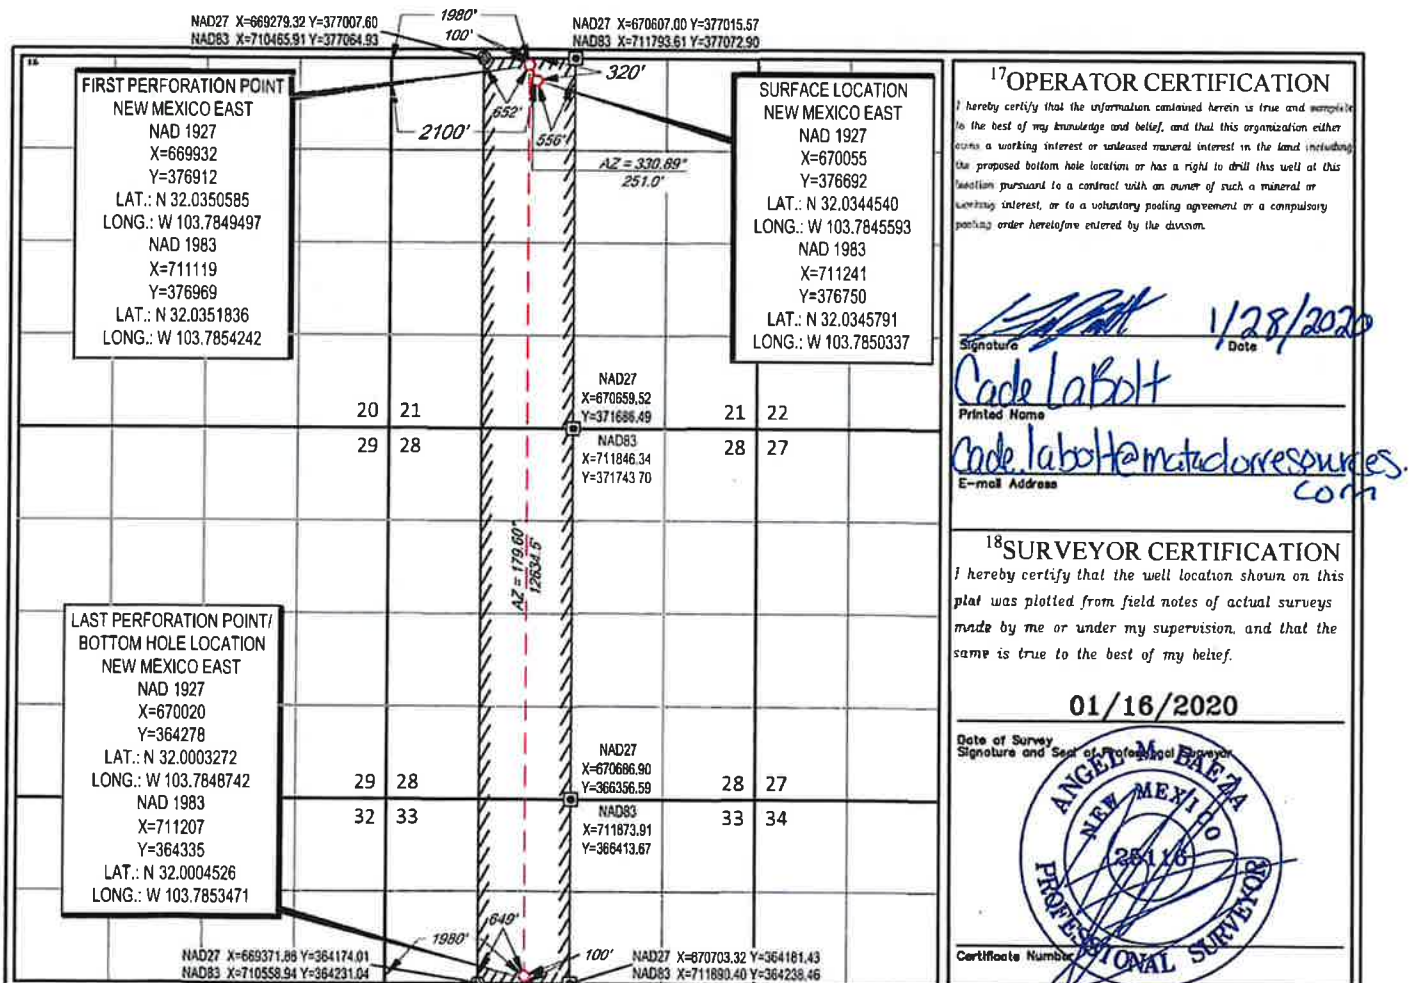 NAD27 X=669279.32 Y=377007.60
NAD83 X=710465.91 Y=377064.93
1980'
100'
NAD27 X=670607.00 Y=377015.57
NAD83 X=711793.61 Y=377072.90
320'
652'
2100'
556'
AZ = 330.89°
251.0'
FIRST PERFORATION POINT
NEW MEXICO EAST
NAD 1927
X=669932
Y=376912
LAT.: N 32.0350585
LONG.: W 103.7849497
NAD 1983
X=711119
Y=376969
LAT.: N 32.0351836
LONG.: W 103.7854242
SURFACE LOCATION
NEW MEXICO EAST
NAD 1927
X=670055
Y=376692
LAT.: N 32.0344540
LONG.: W 103.7845593
NAD 1983
X=711241
Y=376750
LAT.: N 32.0345791
LONG.: W 103.7850337
20 21
29 28
NAD27
X=670659.52
Y=371686.49
NAD83
X=711846.34
Y=371743.70
21 22
28 27
AZ = 179.60°
12634.5'
LAST PERFORATION POINT/
BOTTOM HOLE LOCATION
NEW MEXICO EAST
NAD 1927
X=670020
Y=364278
LAT.: N 32.0003272
LONG.: W 103.7848742
NAD 1983
X=711207
Y=364335
LAT.: N 32.0004526
LONG.: W 103.7853471
29 28
32 33
NAD27
X=670686.90
Y=366356.59
NAD83
X=711873.91
Y=366413.67
28 27
33 34
649'
1980'
100'
NAD27 X=669371.86 Y=364174.01
NAD83 X=710558.94 Y=364231.04
NAD27 X=670703.32 Y=364181.43
NAD83 X=711890.40 Y=364238.46
17 OPERATOR CERTIFICATION
I hereby certify that the information contained herein is true and complete
to the best of my knowledge and belief, and that this organization either
owns a working interest or unleased mineral interest in the land including
the proposed bottom hole location or has a right to drill this well at this
location pursuant to a contract with an owner of such a mineral or
working interest, or to a voluntary pooling agreement or a compulsory
pooling order heretofore entered by the division.
1/28/2020
Signature Date
Cade LaBolt
Printed Name
cade.labolt@matadorresources.
com
E-mail Address
18 SURVEYOR CERTIFICATION
I hereby certify that the well location shown on this
plat was plotted from field notes of actual surveys
made by me or under my supervision, and that the
same is true to the best of my belief.
01/16/2020
Date of Survey
Signature and Seal of Professional Surveyor
ANGEL M. BAEZA
NEW MEXICO
25116
PROFESSIONAL SURVEYOR
Certificate Number